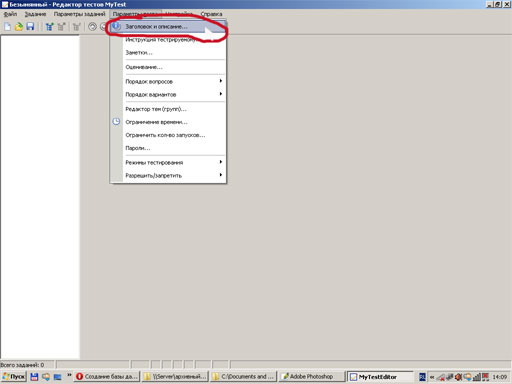 Безымянный - Редактор тестов MyTest
Файл Задание Параметры заданий Параметры теста Настройка Справка
Заголовок и описание...
Инструкция тестируемому...
Заметки...
Оценивание...
Порядок вопросов
Порядок вариантов
Редактор тем (групп)...
Ограничение времени...
Ограничить кол-во запусков...
Пароли...
Режимы тестирования
Разрешить/запретить
Всего заданий: 0
Пуск
Создание базы да...
\\Server\архивный...
C:\Documents and ...
Adobe Photoshop
MyTestEditor
14:09